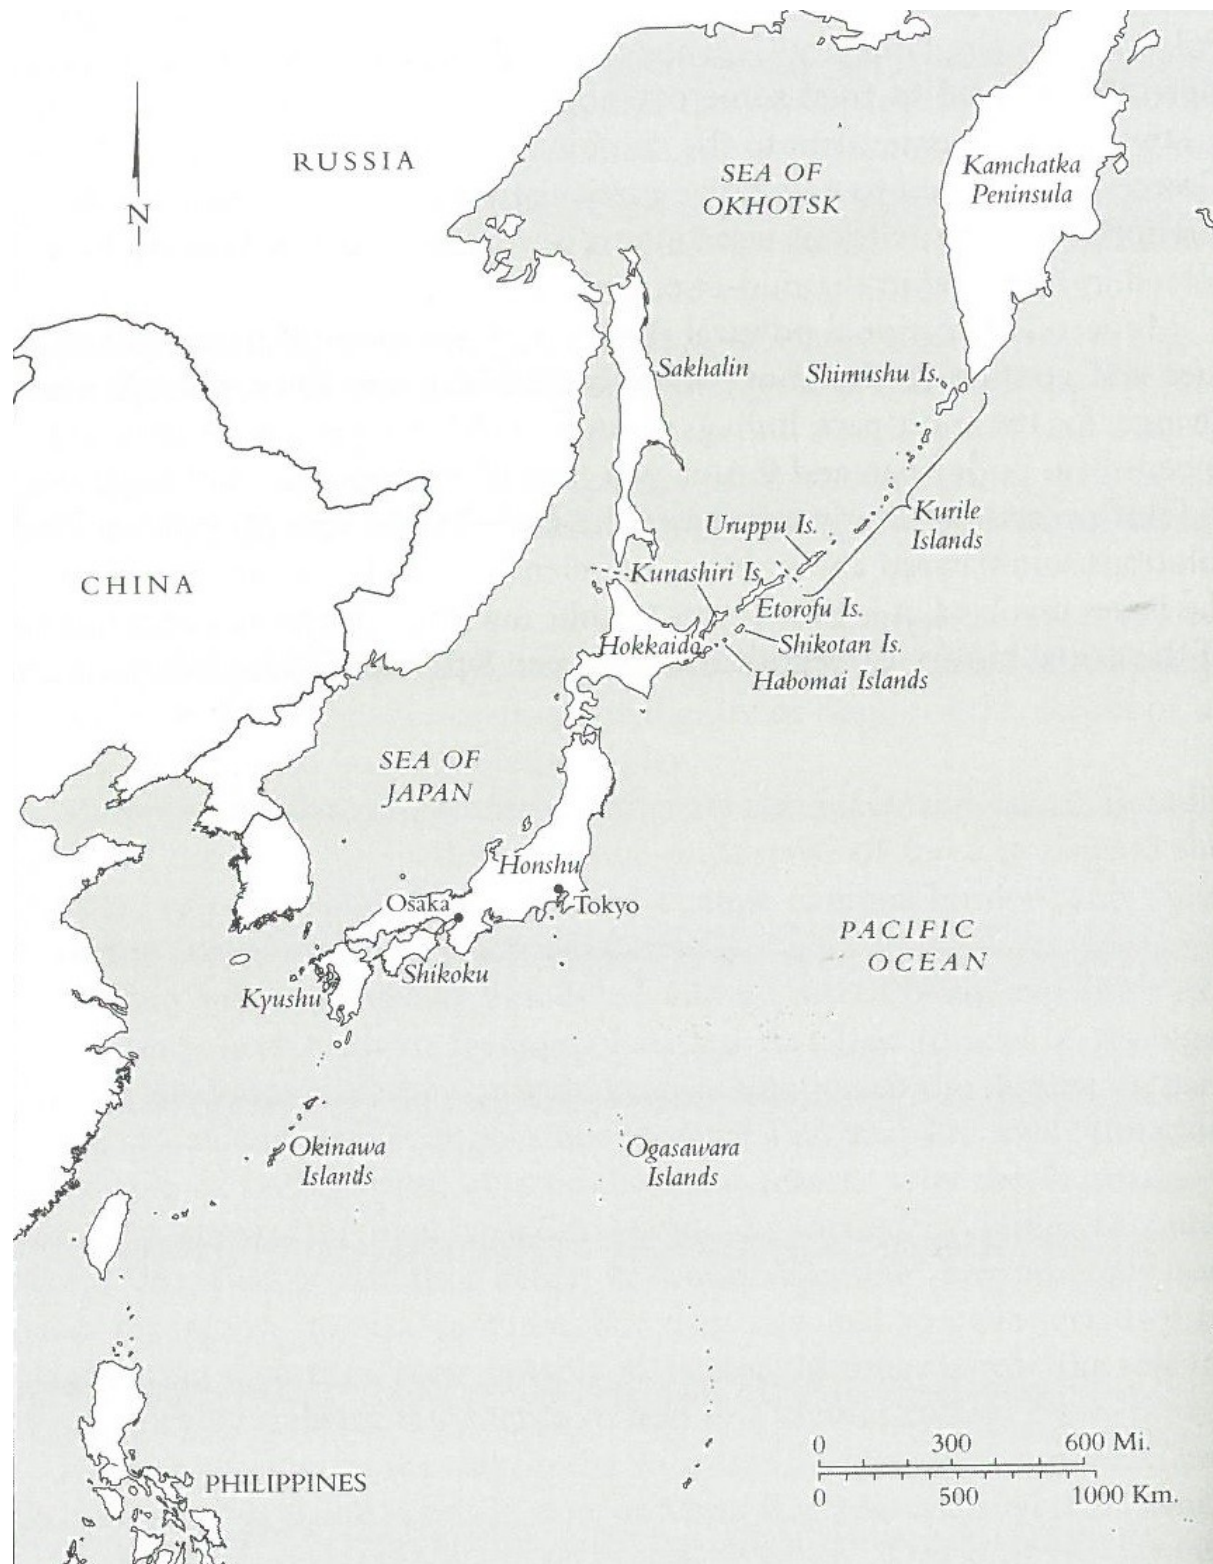 RUSSIA
N
SEA OF
OKHOTSK
Kamchatka
Peninsula
Sakhalin
Shimushu Is.
Kurile
Islands
Uruppu Is.
CHINA
Kunashiri Is.
Etorofu Is.
Hokkaido
Shikotan Is.
Habomai Islands
SEA OF
JAPAN
Honshu
Osaka
Tokyo
PACIFIC
OCEAN
Shikoku
Kyushu
Okinawa
Islands
Ogasawara
Islands
PHILIPPINES
0 300 600 Mi.
0 500 1000 Km.